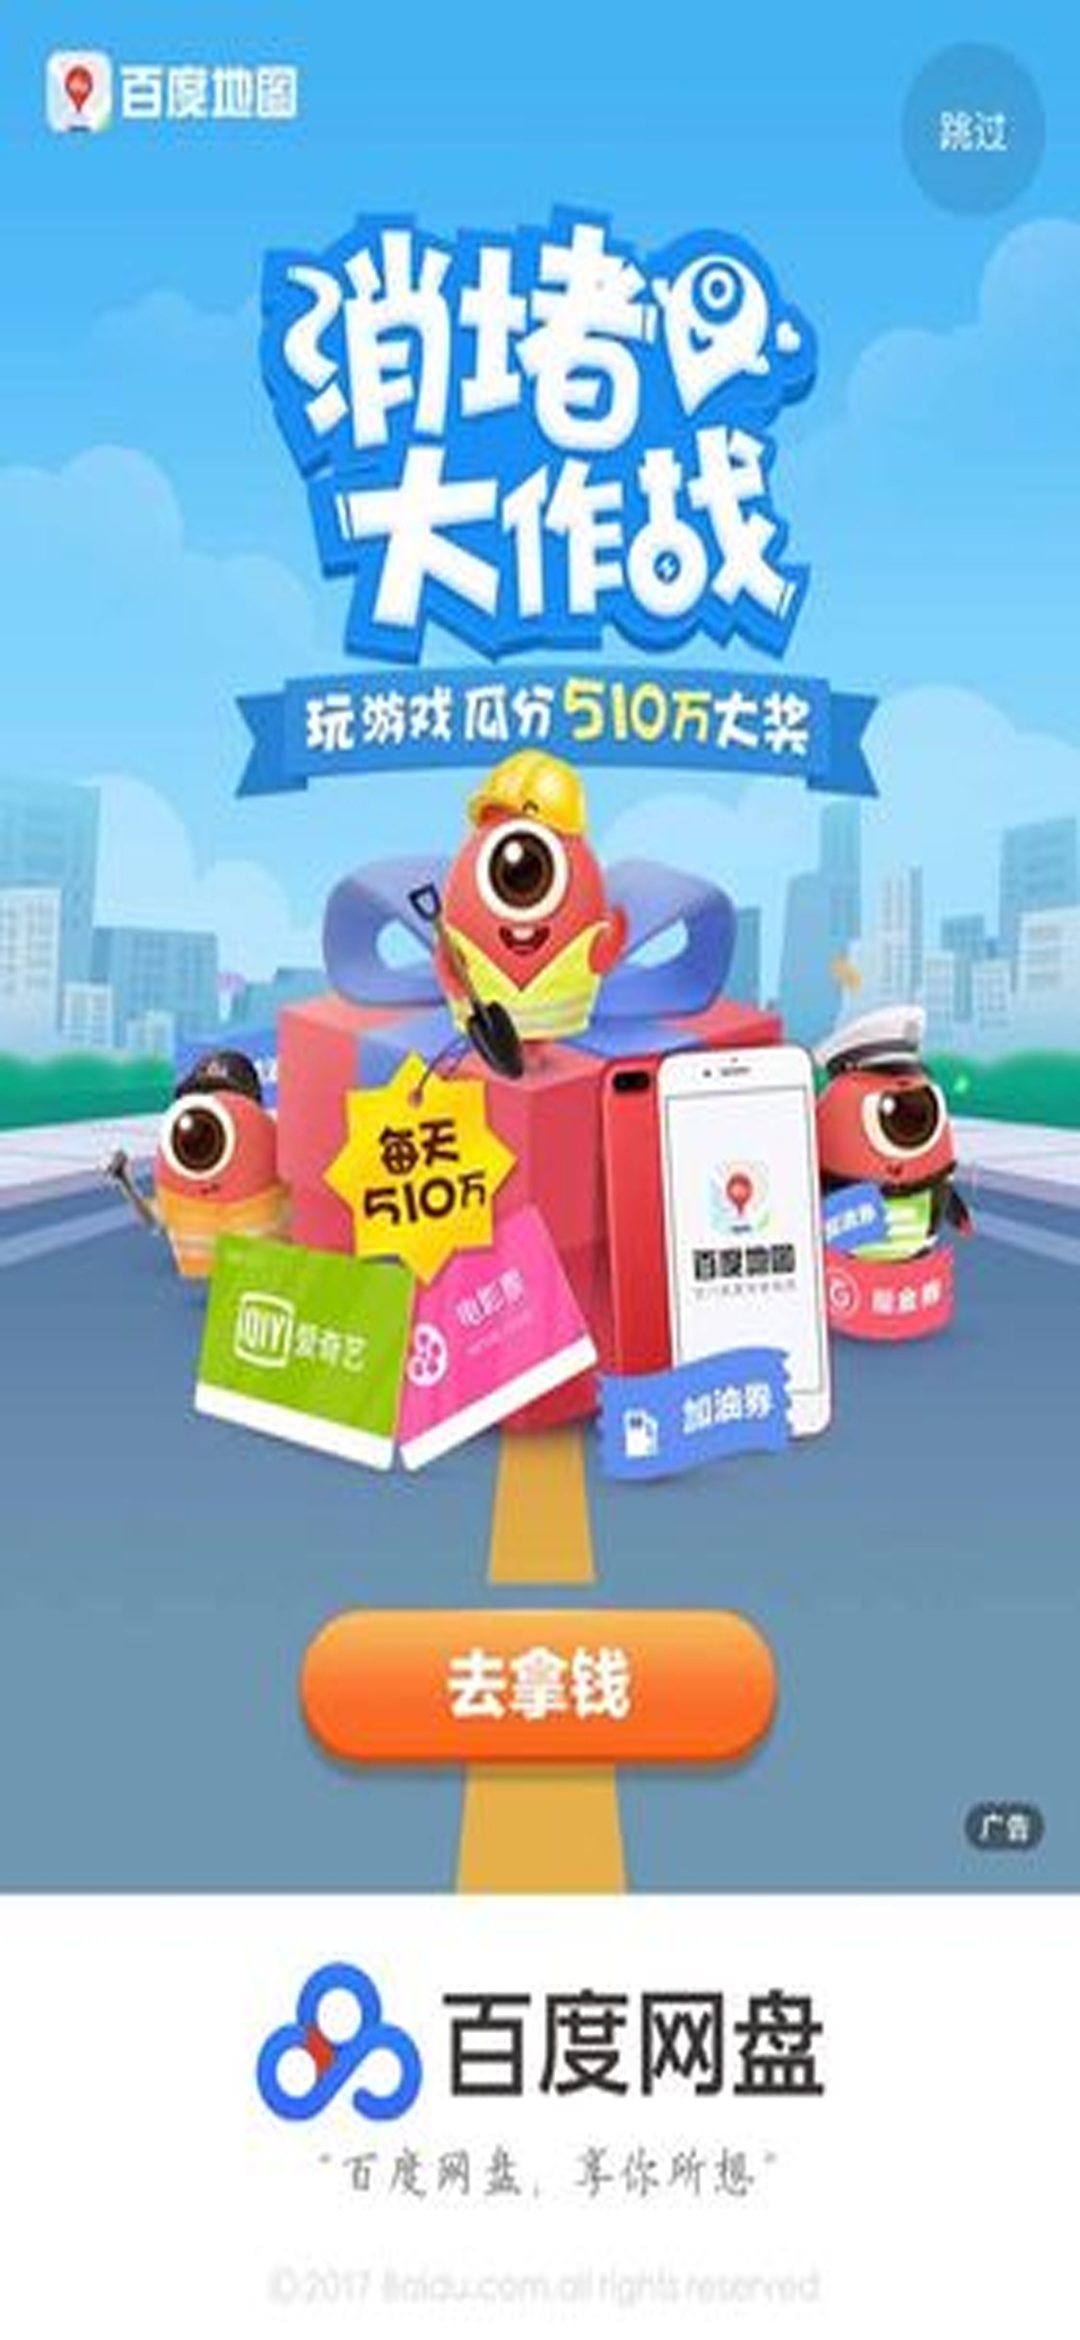 百度地图
跳过
消堵
大作战
玩游戏 瓜分510万大奖
每天
510万
QIY 爱奇艺
电影票
百度地图
现金券
加油券
去拿钱
广告
百度网盘
“百度网盘，享你所想”
©2017 Baidu.com.all rights reserved